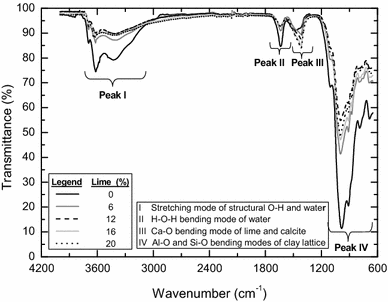 100
90
80
70
60
50
40
30
20
10
0
Transmittance (%)
Peak I
Peak II
Peak III
Peak IV
Legend Lime (%)
0
6
12
16
20
I Stretching mode of structural O-H and water
II H-O-H bending mode of water
III Ca-O bending mode of lime and calcite
IV Al-O and Si-O bending modes of clay lattice
4200 3600 3000 2400 1800 1200 600
Wavenumber (cm⁻¹)